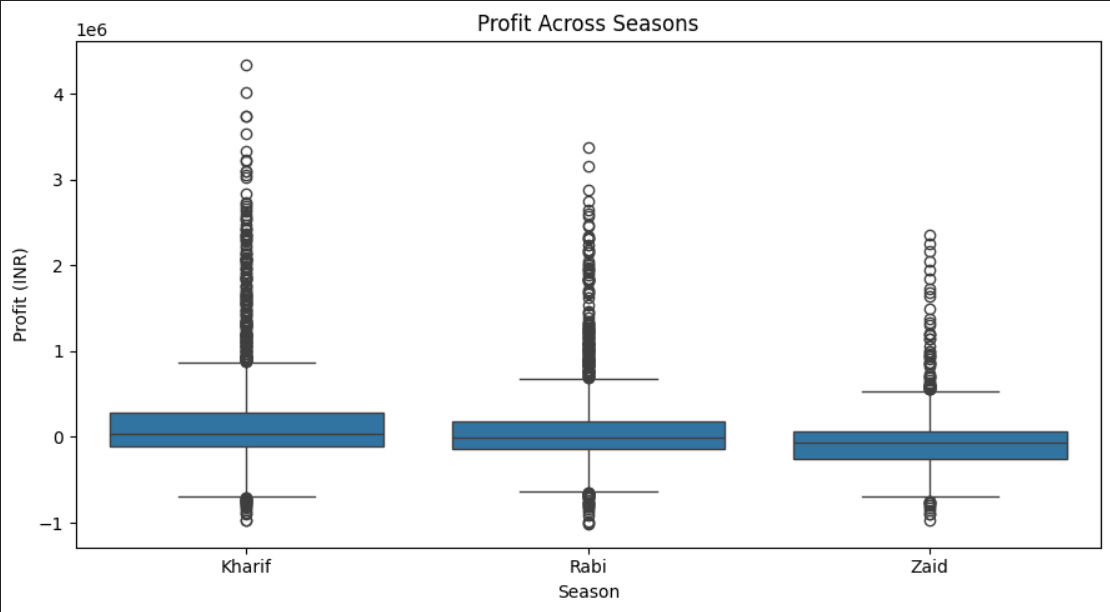 Profit Across Seasons
1e6
4
3
2
1
0
−1
Profit (INR)
Kharif
Rabi
Zaid
Season